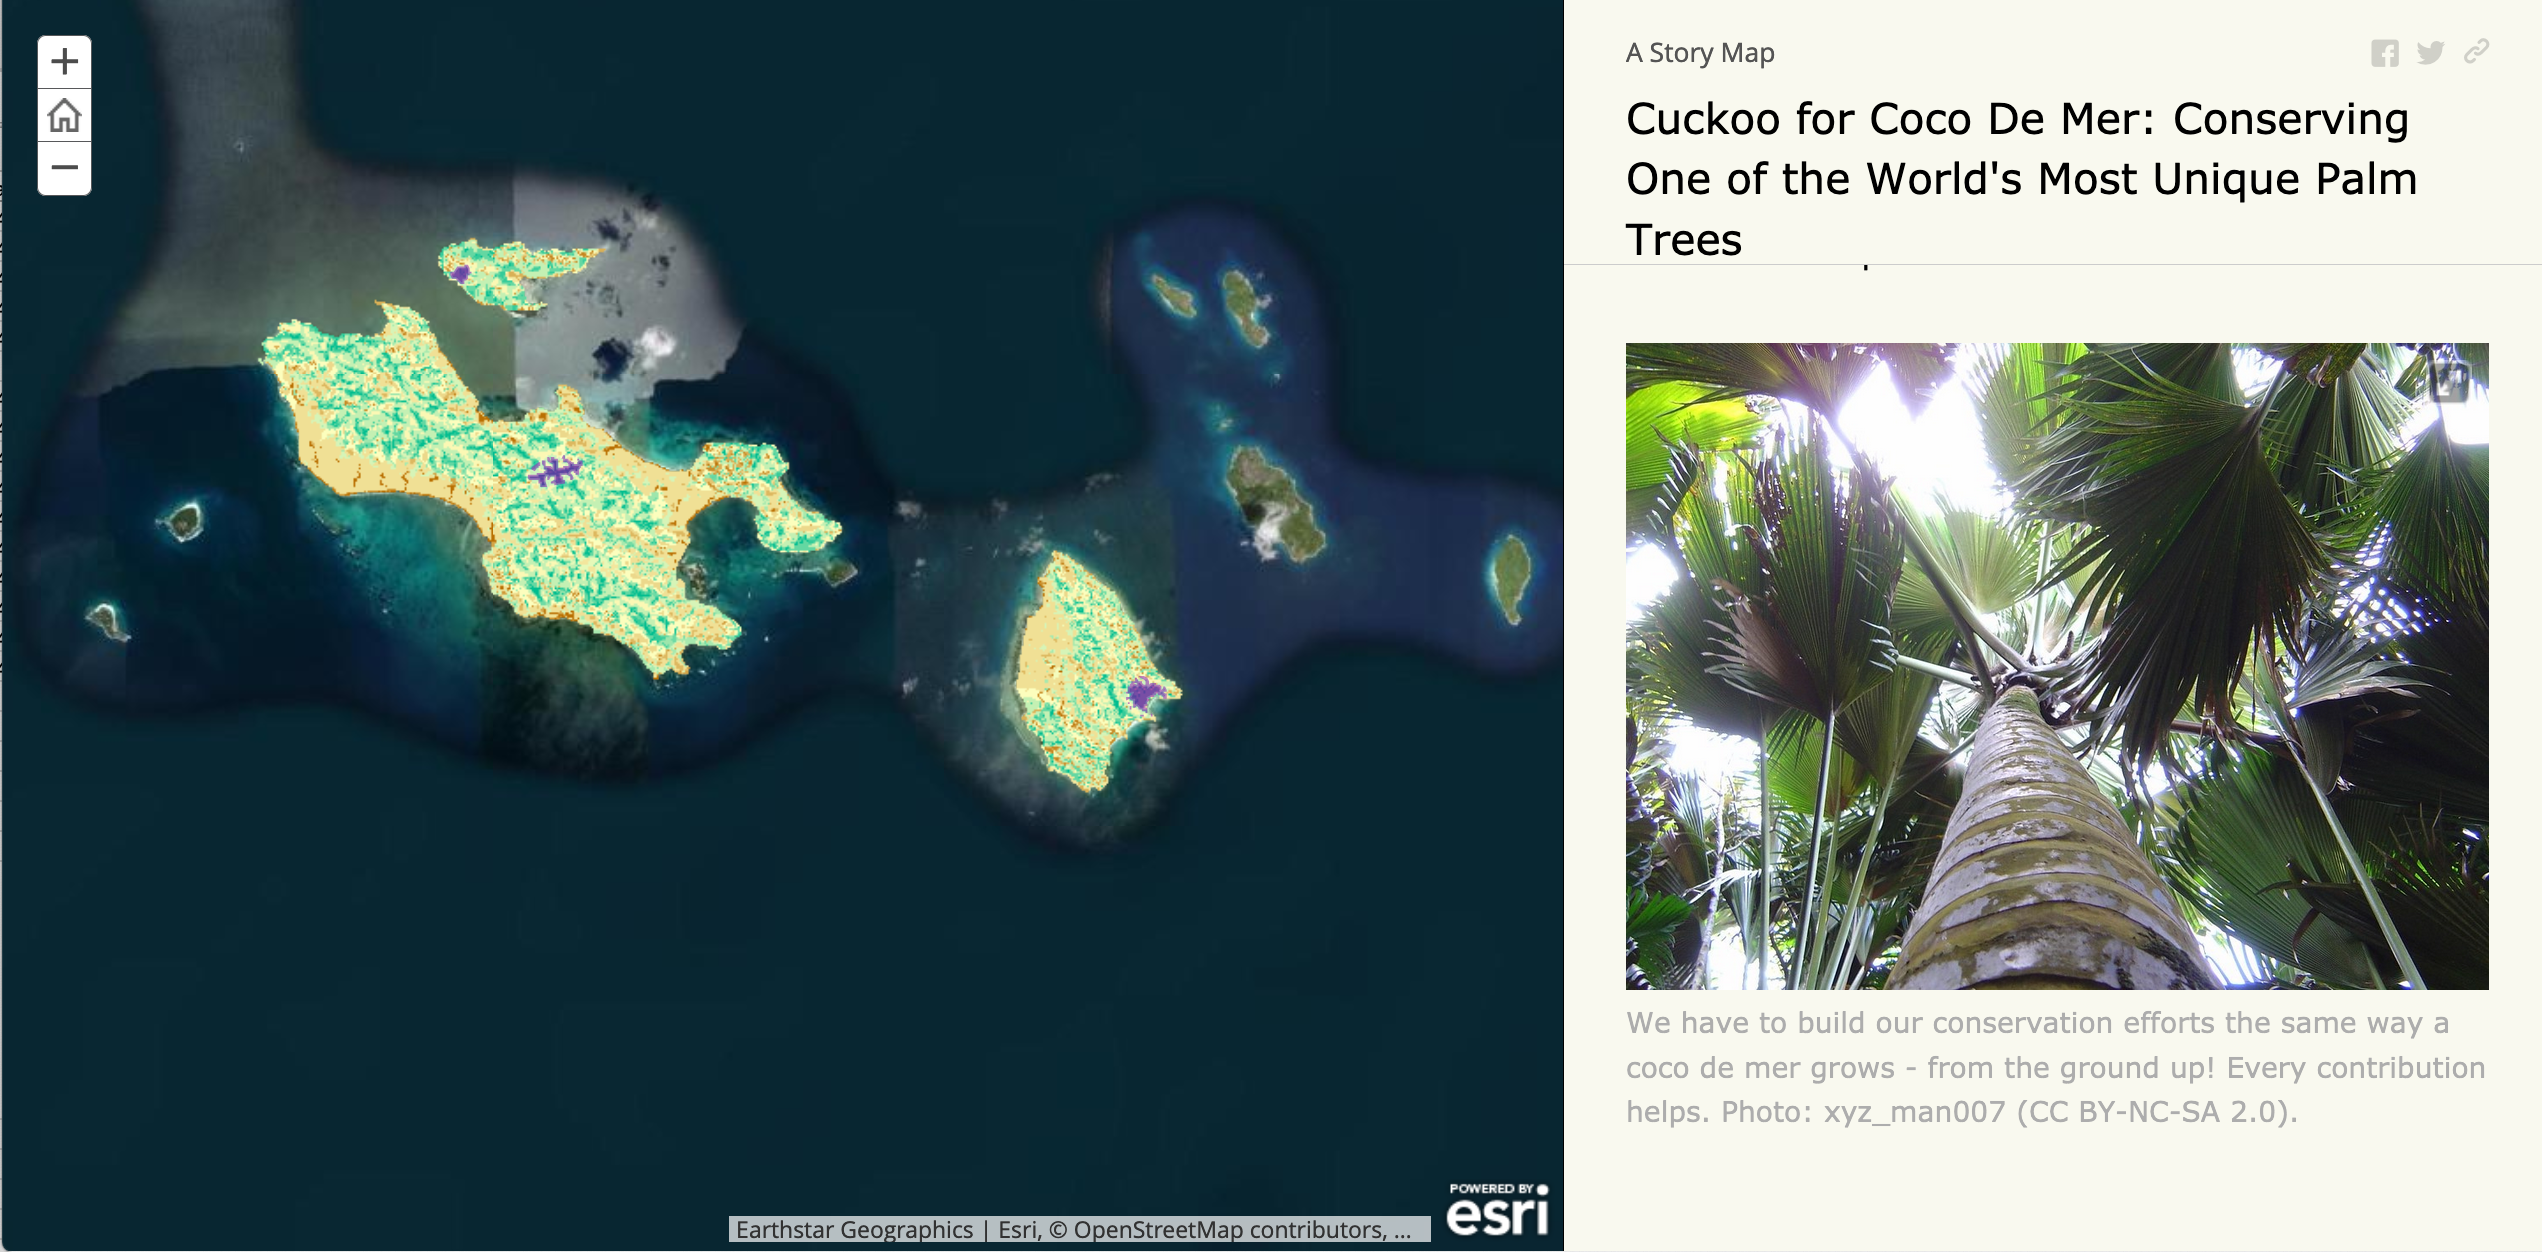 A Story Map
Cuckoo for Coco De Mer: Conserving
One of the World's Most Unique Palm
Trees
We have to build our conservation efforts the same way a
coco de mer grows - from the ground up! Every contribution
helps. Photo: xyz_man007 (CC BY-NC-SA 2.0).
POWERED BY
esri
Earthstar Geographics | Esri, © OpenStreetMap contributors, ...